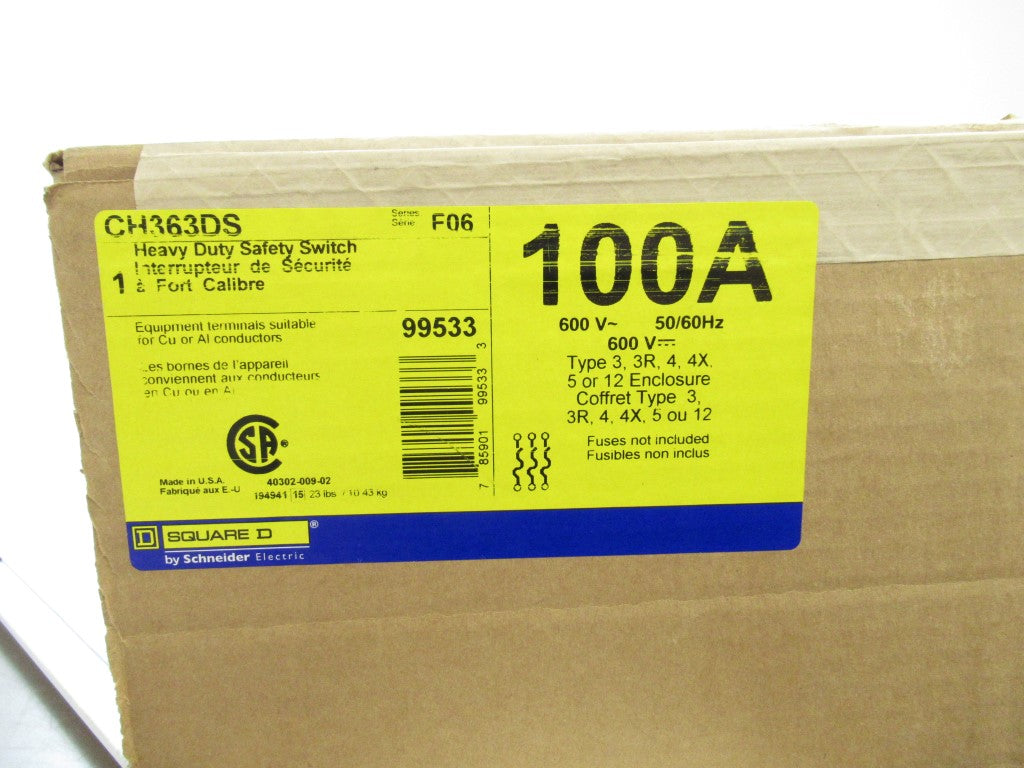 CH363DS
Series
Série
F06
1
Heavy Duty Safety Switch
Interrupteur de Sécurité
à Fort Calibre
Equipment terminals suitable
for Cu or Al conductors
Les bornes de l'appareil
conviennent aux conducteurs
en Cu ou en Al
99533
7 85901 99533 3
SA®
Made in U.S.A.
Fabriqué aux E.-U
40302-009-02
194941 15 23 lbs / 10.43 kg
100A
600 V~ 50/60Hz
600 V⎓
Type 3, 3R, 4, 4X,
5 or 12 Enclosure
Coffret Type 3,
3R, 4, 4X, 5 ou 12
Fuses not included
Fusibles non inclus
D SQUARE D ®
by Schneider Electric